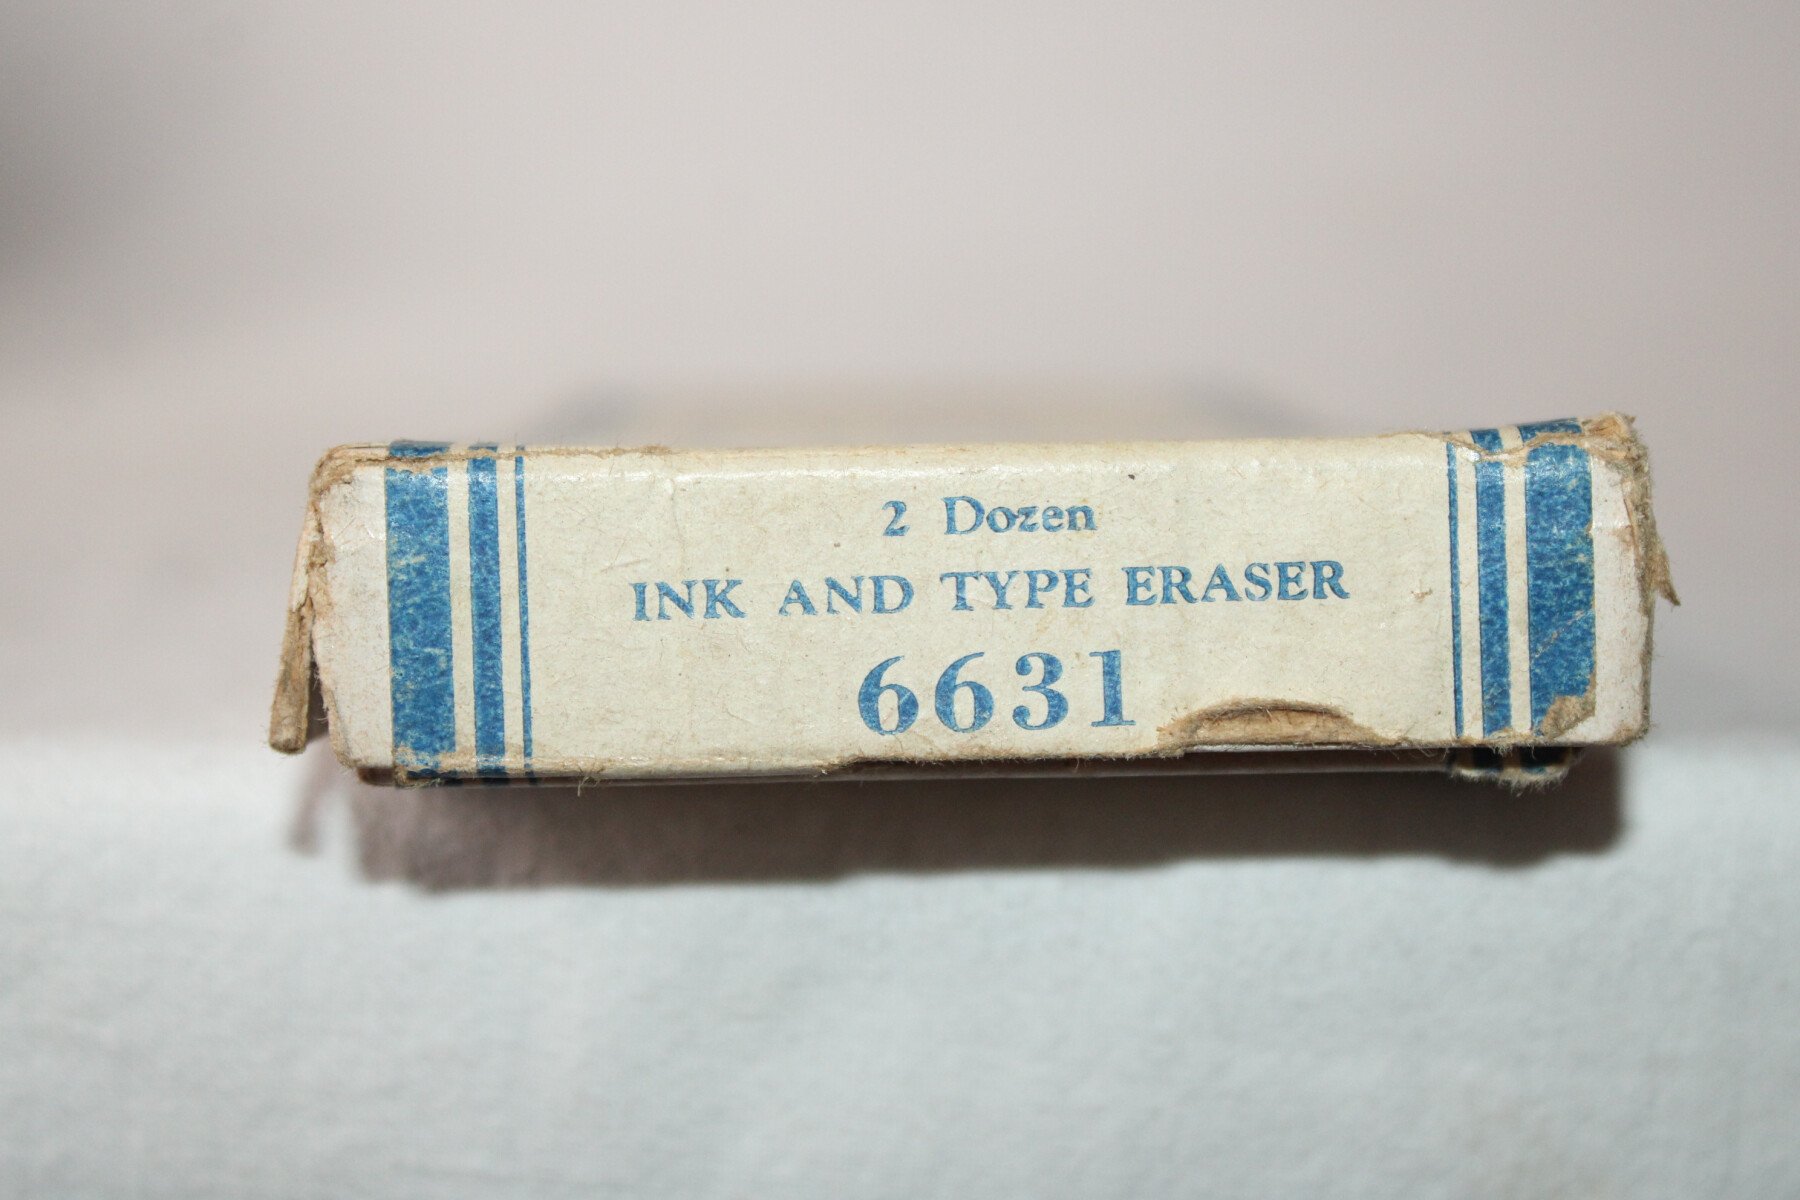 2 Dozen
INK AND TYPE ERASER
6631